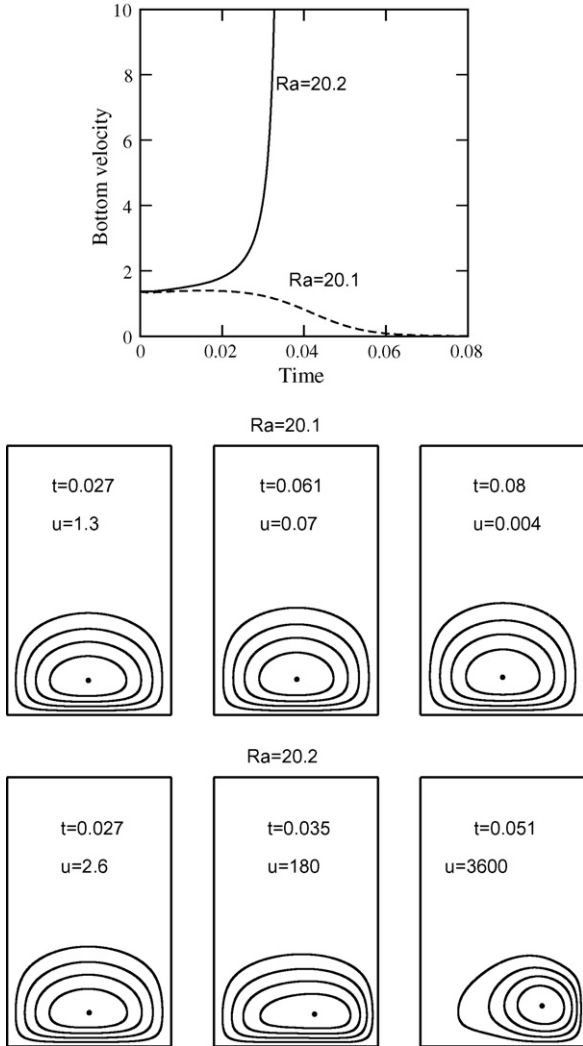 10
8
6
4
2
0
Bottom velocity
Ra=20.2
Ra=20.1
0 0.02 0.04 0.06 0.08
Time
Ra=20.1
t=0.027 t=0.061 t=0.08
u=1.3 u=0.07 u=0.004
Ra=20.2
t=0.027 t=0.035 t=0.051
u=2.6 u=180 u=3600